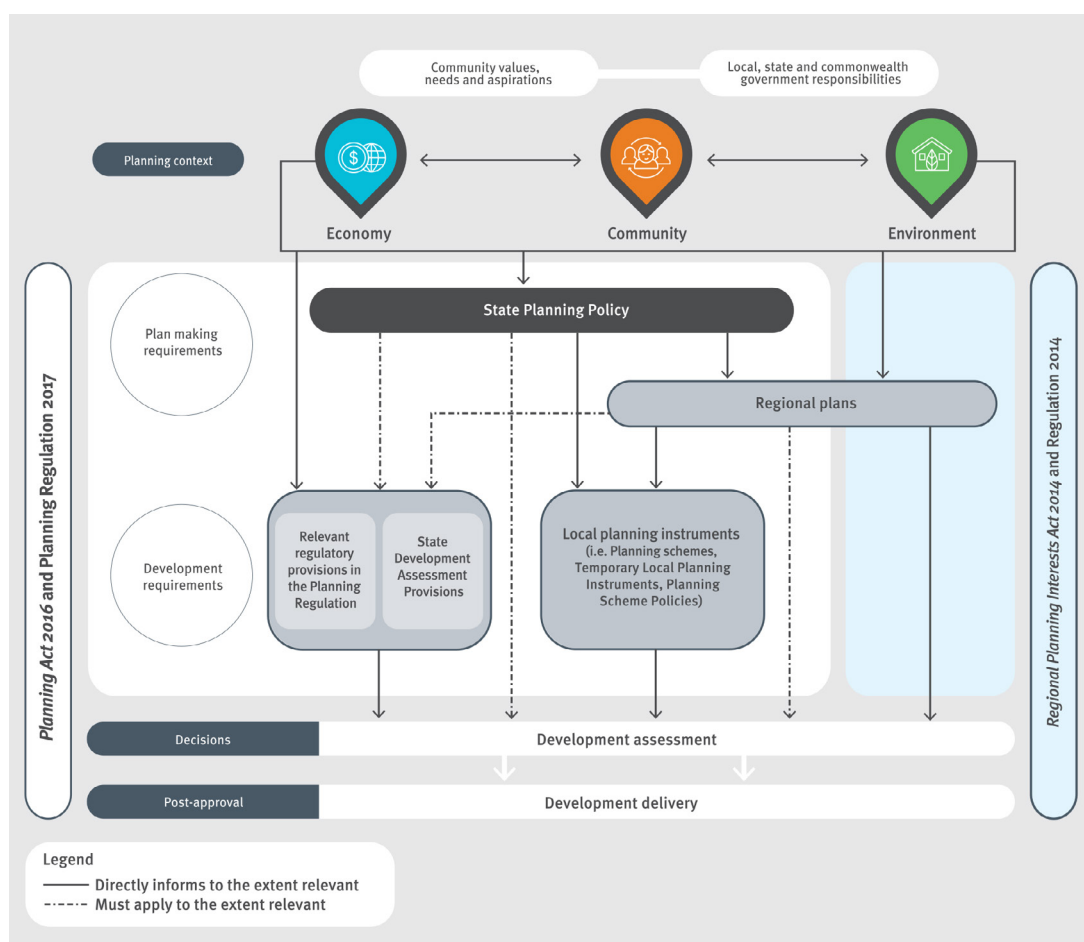 Community values,
needs and aspirations
Local, state and commonwealth
government responsibilities
Planning context
$
Economy
Community
Environment
Planning Act 2016 and Planning Regulation 2017
Plan making
requirements
State Planning Policy
Regional plans
Development
requirements
Relevant
regulatory
provisions in
the Planning
Regulation
State
Development
Assessment
Provisions
Local planning instruments
(i.e. Planning schemes,
Temporary Local Planning
Instruments, Planning
Scheme Policies)
Regional Planning Interests Act 2014 and Regulation 2014
Decisions
Development assessment
Post-approval
Development delivery
Legend
Directly informs to the extent relevant
Must apply to the extent relevant